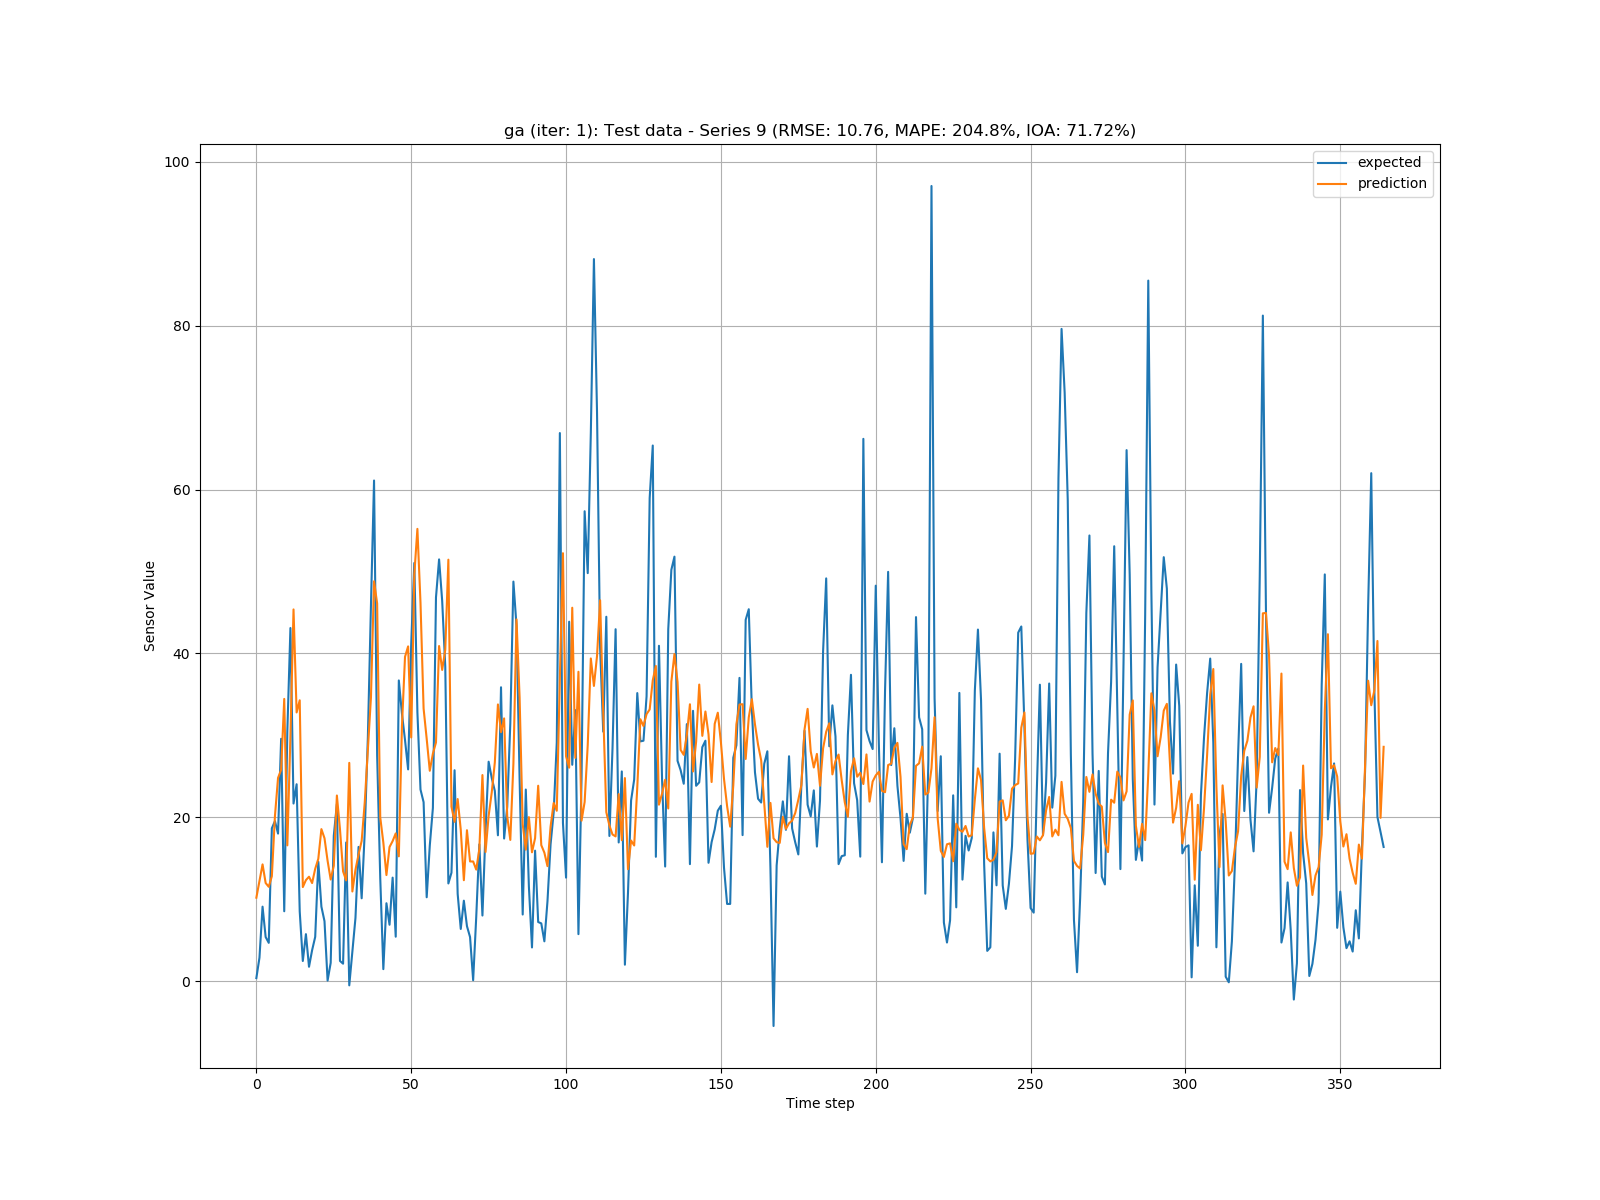 ga (iter: 1): Test data - Series 9 (RMSE: 10.76, MAPE: 204.8%, IOA: 71.72%)
expected
prediction
100
80
60
40
20
0
Sensor Value
0 50 100 150 200 250 300 350
Time step